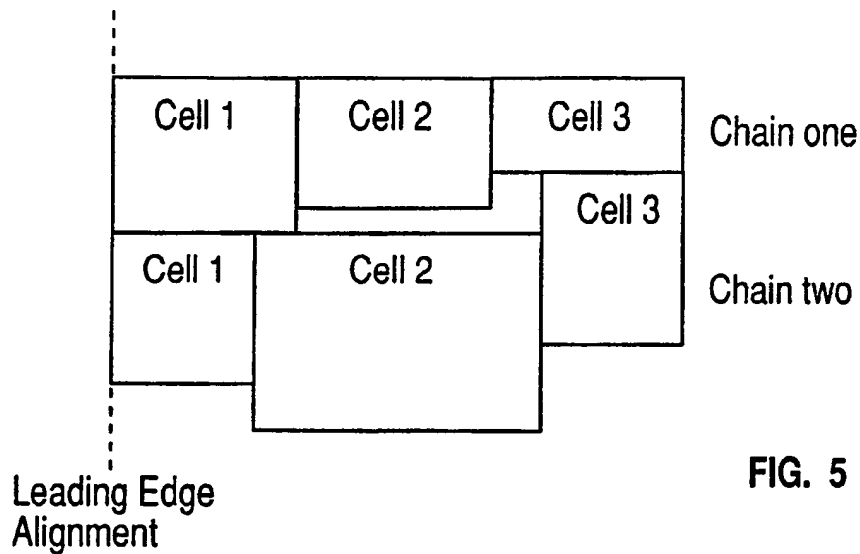 Cell 1
Cell 2
Cell 3
Chain one
Cell 3
Cell 1
Cell 2
Chain two
FIG. 5
Leading Edge
Alignment